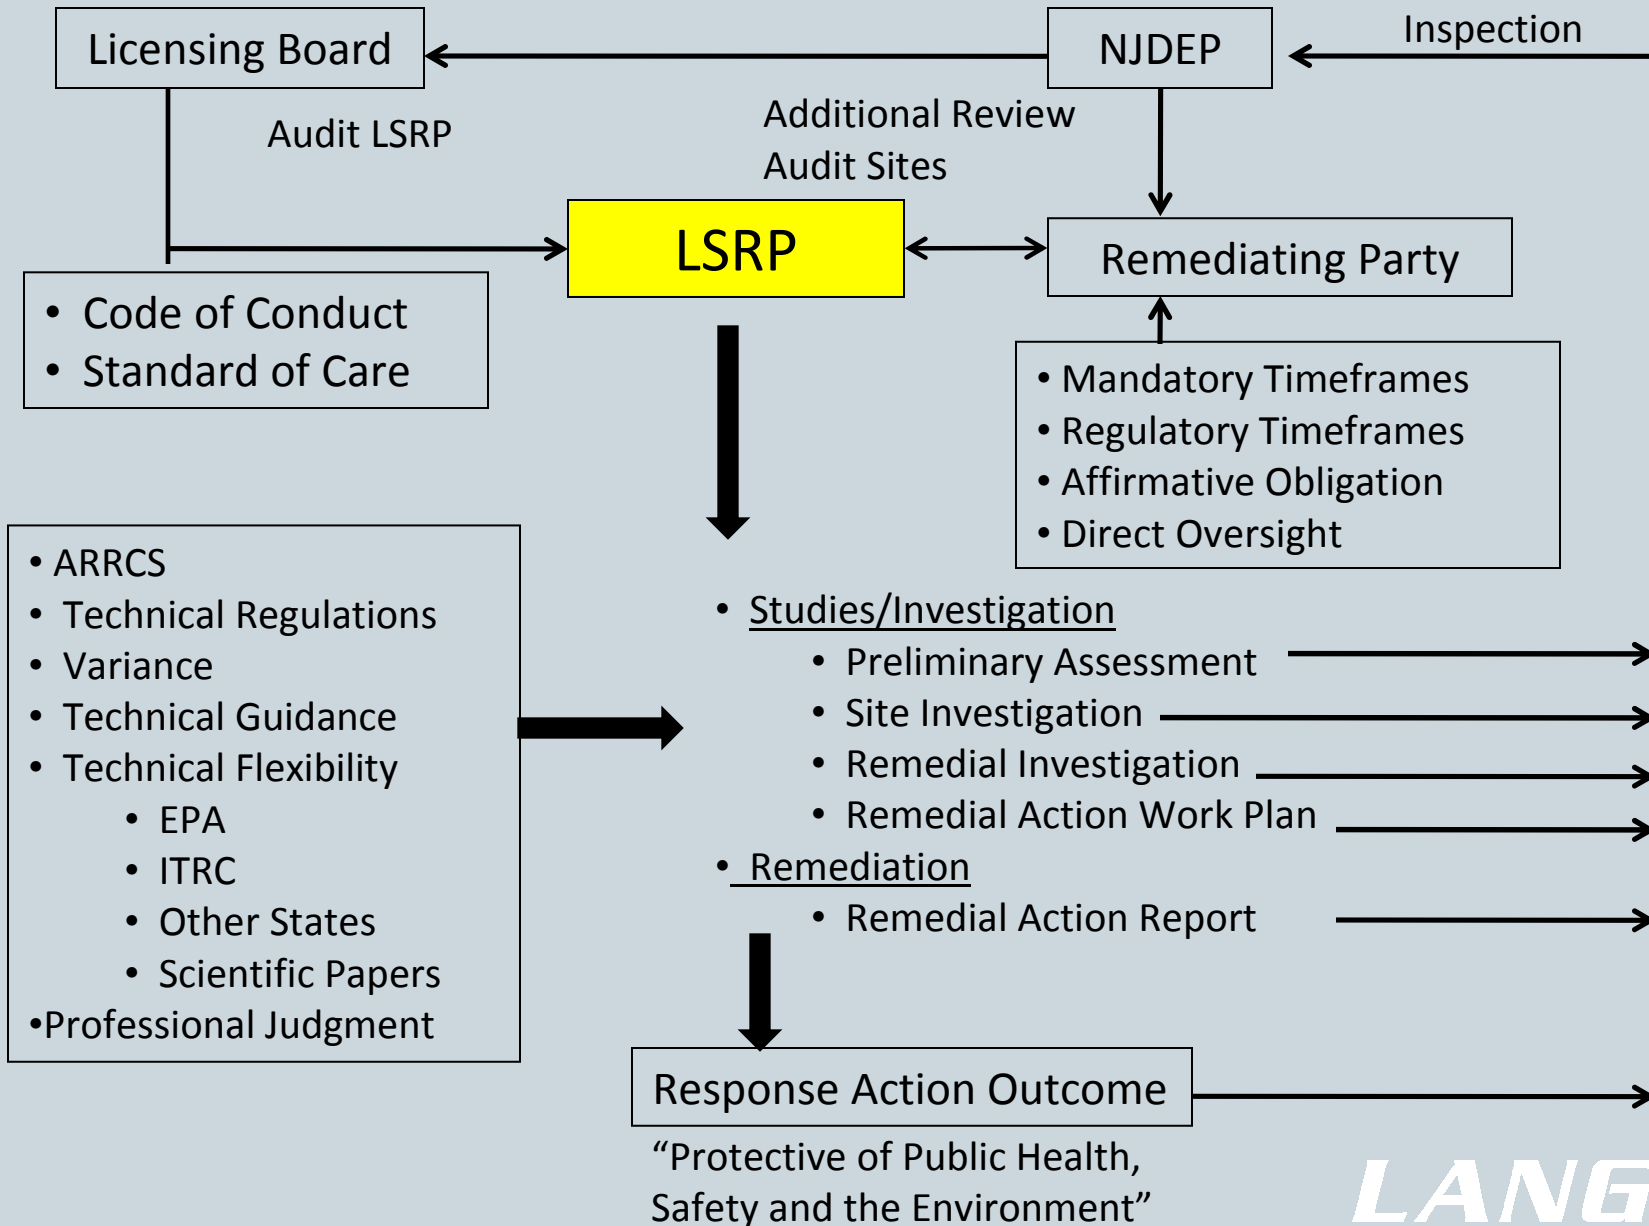 Licensing Board
NJDEP
Inspection
Audit LSRP
Additional Review
Audit Sites
LSRP
Remediating Party
• Code of Conduct
• Standard of Care
• Mandatory Timeframes
• Regulatory Timeframes
• Affirmative Obligation
• Direct Oversight
• ARRCS
• Technical Regulations
• Variance
• Technical Guidance
• Technical Flexibility
• EPA
• ITRC
• Other States
• Scientific Papers
•Professional Judgment
• Studies/Investigation
• Preliminary Assessment
• Site Investigation
• Remedial Investigation
• Remedial Action Work Plan
• Remediation
• Remedial Action Report
Response Action Outcome
“Protective of Public Health,
Safety and the Environment”
LANG